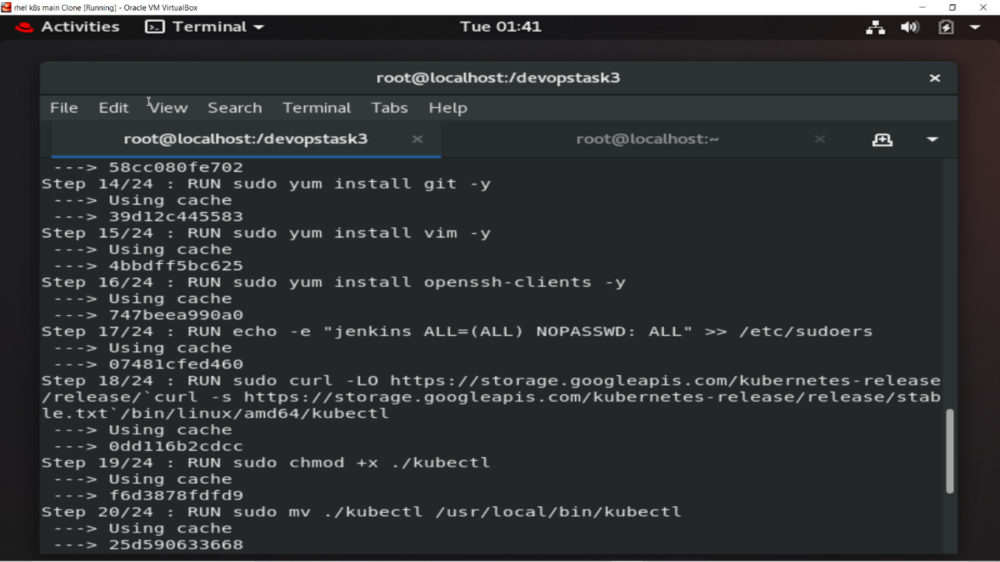 rhel k8s main Clone [Running] - Oracle VM VirtualBox
Activities Terminal Tue 01:41
root@localhost:/devopstask3
File Edit View Search Terminal Tabs Help
root@localhost:/devopstask3 root@localhost:~
---> 58cc080fe702
Step 14/24 : RUN sudo yum install git -y
---> Using cache
---> 39d12c445583
Step 15/24 : RUN sudo yum install vim -y
---> Using cache
---> 4bbdff5bc625
Step 16/24 : RUN sudo yum install openssh-clients -y
---> Using cache
---> 747beea990a0
Step 17/24 : RUN echo -e "jenkins ALL=(ALL) NOPASSWD: ALL" >> /etc/sudoers
---> Using cache
---> 07481cfed460
Step 18/24 : RUN sudo curl -LO https://storage.googleapis.com/kubernetes-release
/release/`curl -s https://storage.googleapis.com/kubernetes-release/release/stab
le.txt`/bin/linux/amd64/kubectl
---> Using cache
---> 0dd116b2cdcc
Step 19/24 : RUN sudo chmod +x ./kubectl
---> Using cache
---> f6d3878fdfd9
Step 20/24 : RUN sudo mv ./kubectl /usr/local/bin/kubectl
---> Using cache
---> 25d590633668